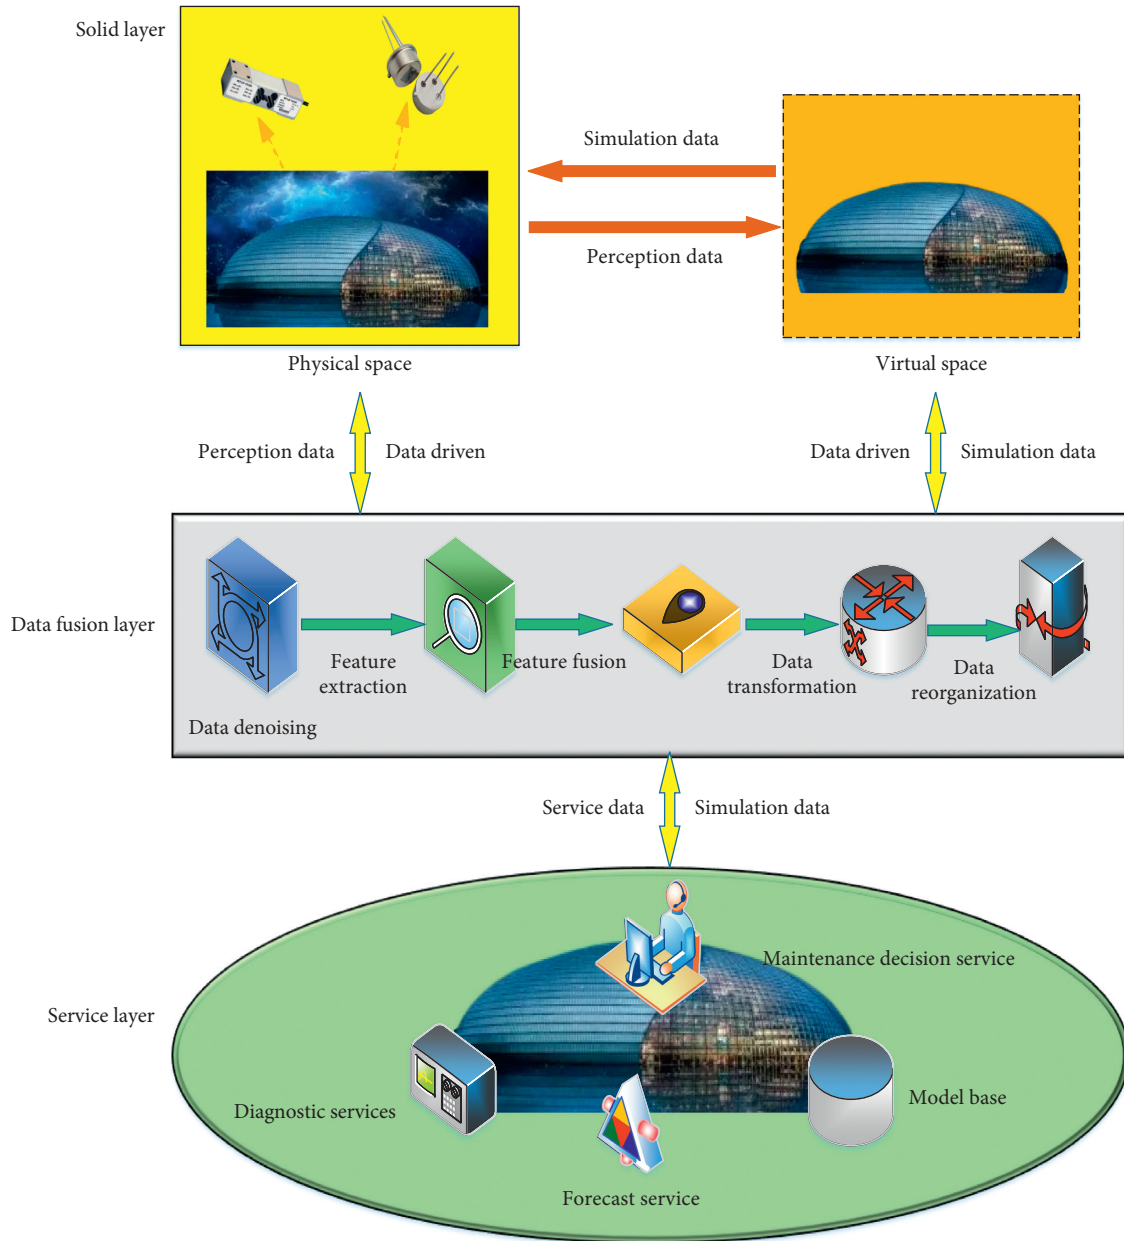 Solid layer
Simulation data
Perception data
Physical space
Virtual space
Perception data
Data driven
Data driven
Simulation data
Data fusion layer
Feature
extraction
Feature fusion
Data
transformation
Data
reorganization
Data denoising
Service data
Simulation data
Service layer
Maintenance decision service
Diagnostic services
Model base
Forecast service